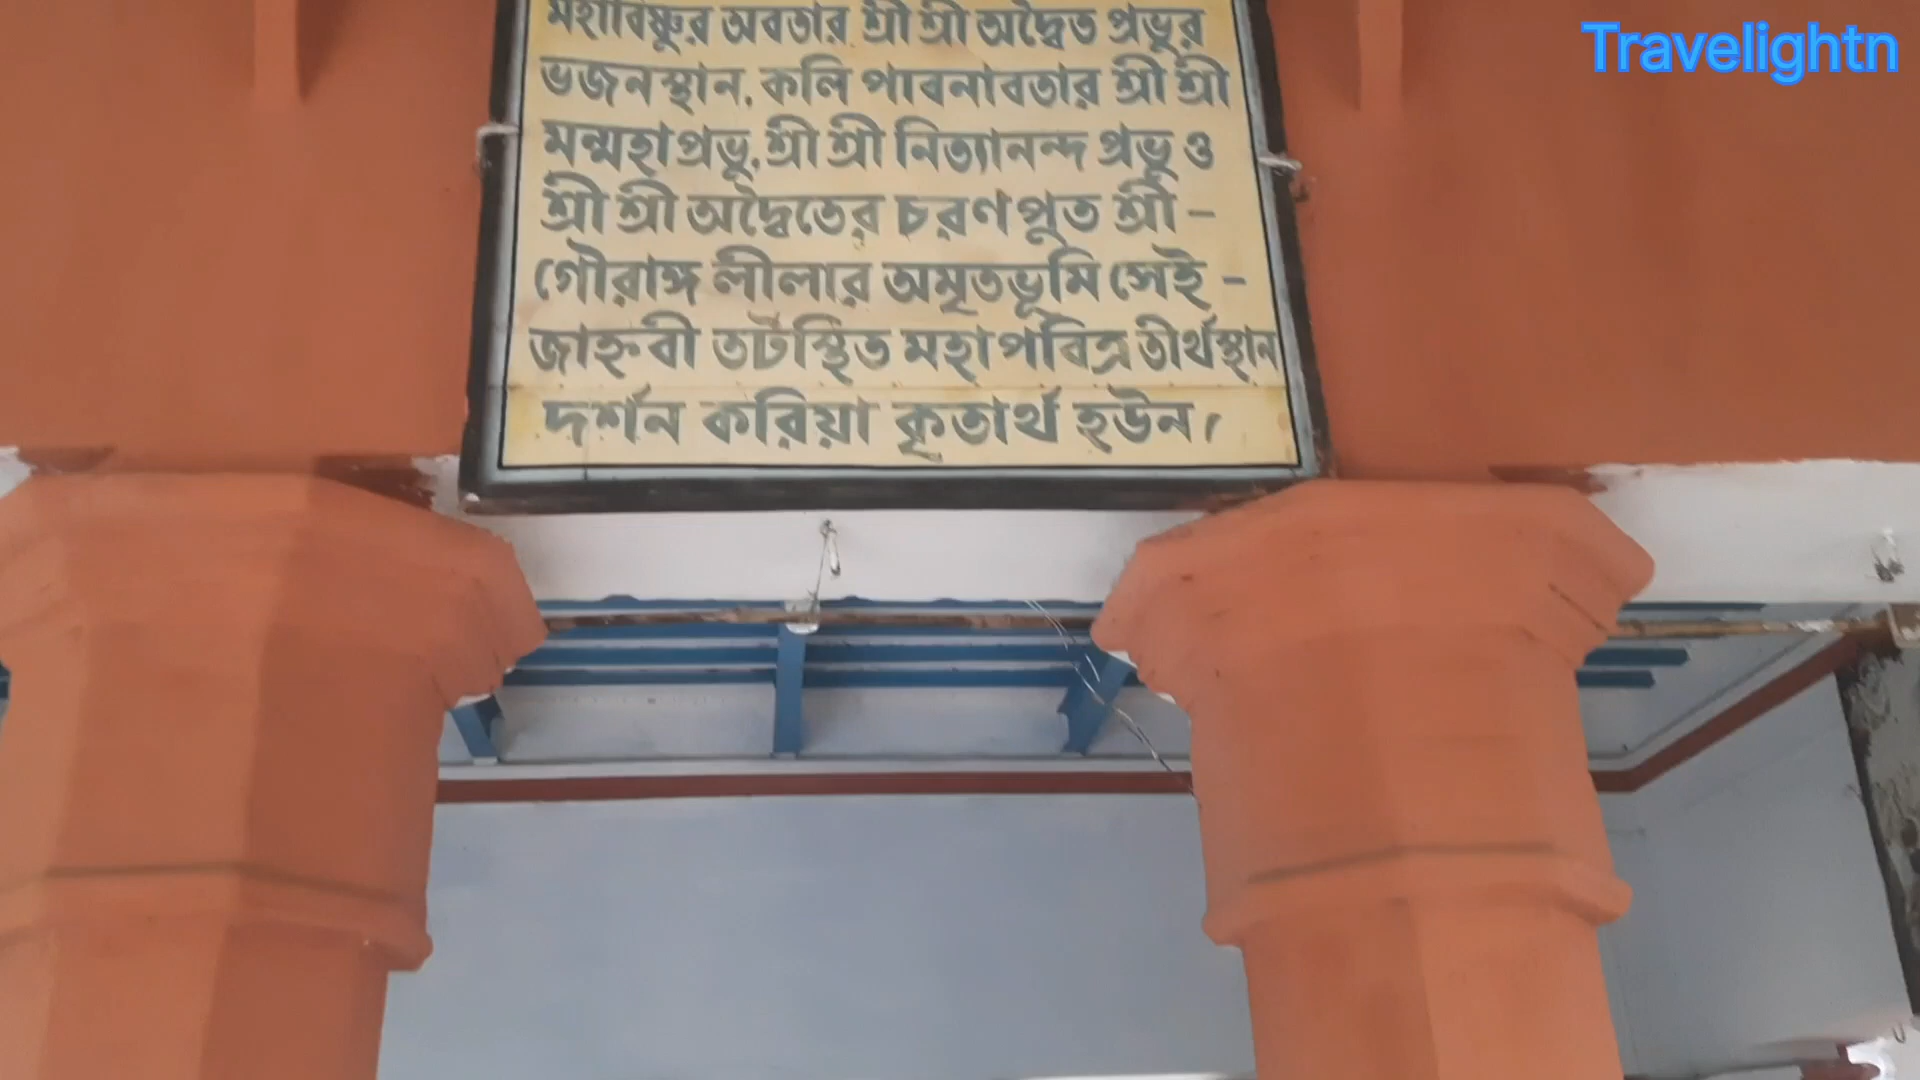 Travelightn
মহাবিষ্ণুর অবতার শ্রী শ্রী অদ্বৈত প্রভুর
ভজনস্থান, কলি পাবনাবতার শ্রী শ্রী
মন্মহাপ্রভু, শ্রী শ্রী নিত্যানন্দ প্রভু ও
শ্রী শ্রী অদ্বৈতের চরণপুত শ্রী –
গৌরাঙ্গ লীলার অমৃতভূমি সেই –
জাহ্নবী তটস্থিত মহাপবিত্র তীর্থস্থান
দর্শন করিয়া কৃতার্থ হউন।